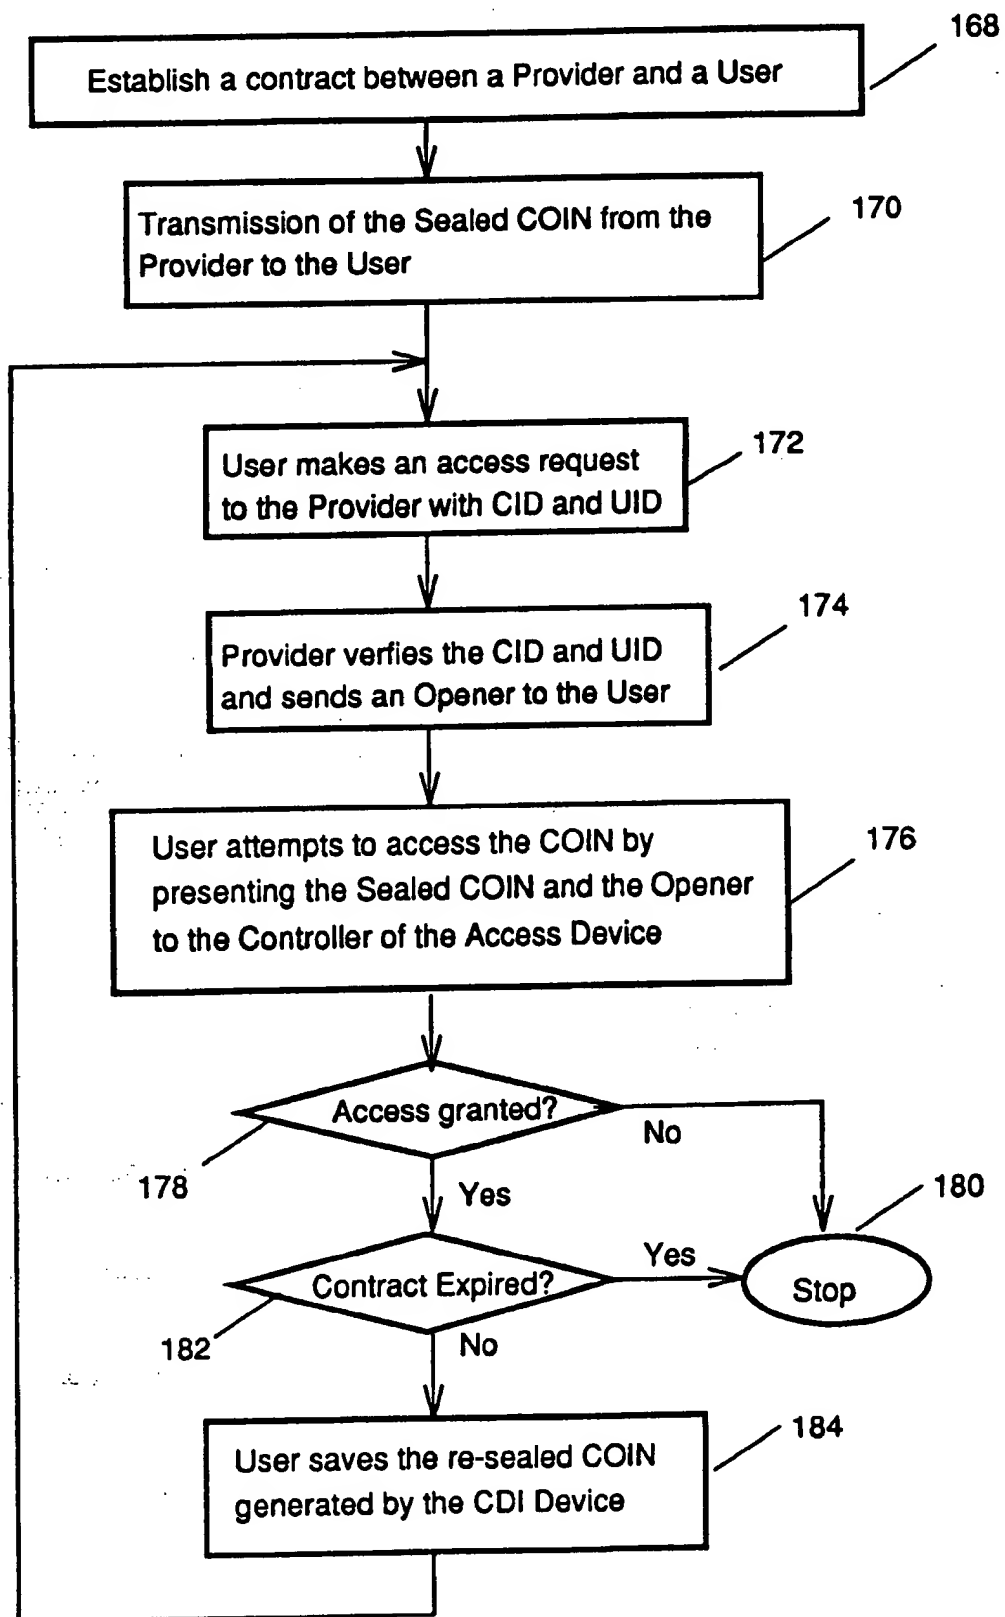 168
Establish a contract between a Provider and a User
170
Transmission of the Sealed COIN from the
Provider to the User
172
User makes an access request
to the Provider with CID and UID
174
Provider verfies the CID and UID
and sends an Opener to the User
176
User attempts to access the COIN by
presenting the Sealed COIN and the Opener
to the Controller of the Access Device
Access granted?
No
178
Yes
180
Contract Expired?
Yes
Stop
182
No
184
User saves the re-sealed COIN
generated by the CDI Device